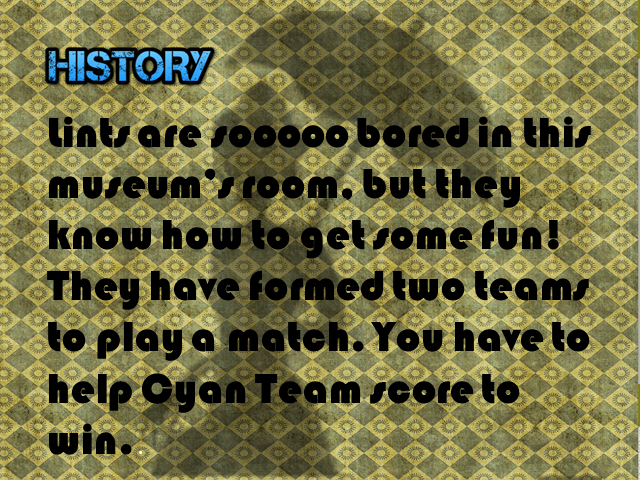 HISTORY
Lints are sooooo bored in this
museum's room, but they
know how to get some fun!
They have formed two teams
to play a match. You have to
help Cyan Team score to
win.